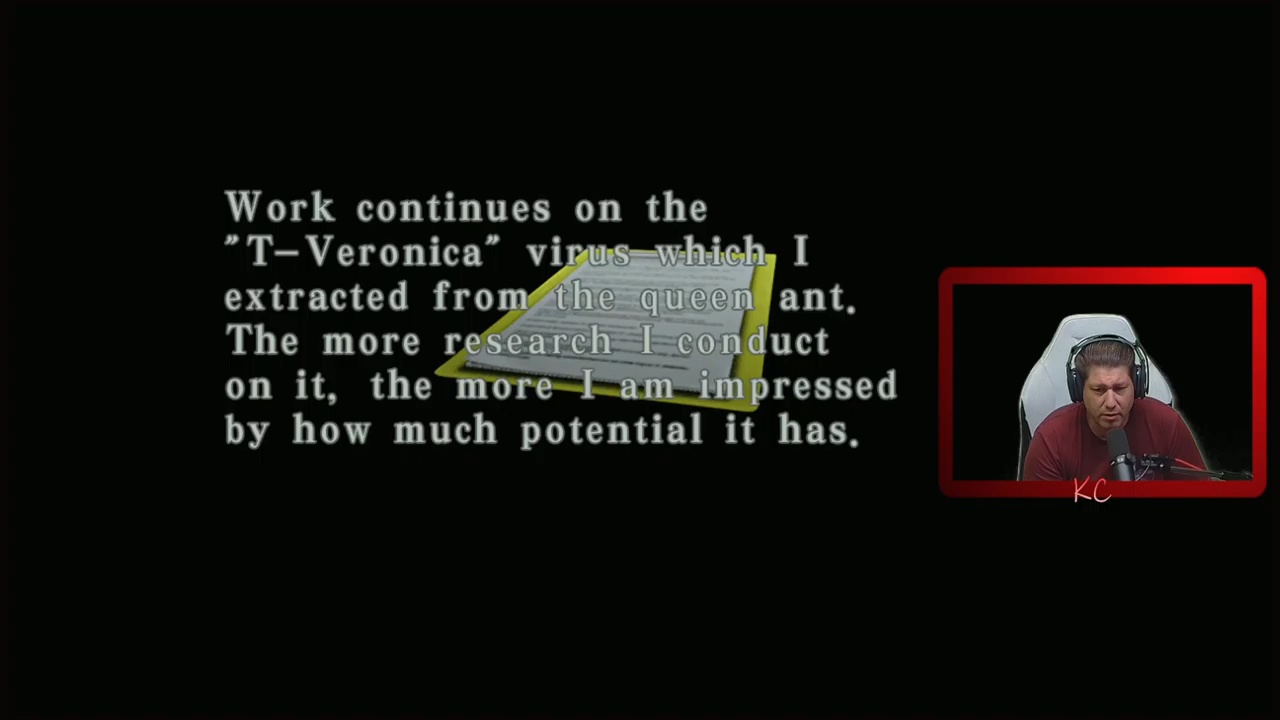 Work continues on the
"T-Veronica" virus which I
extracted from the queen ant.
The more research I conduct
on it, the more I am impressed
by how much potential it has.
KC